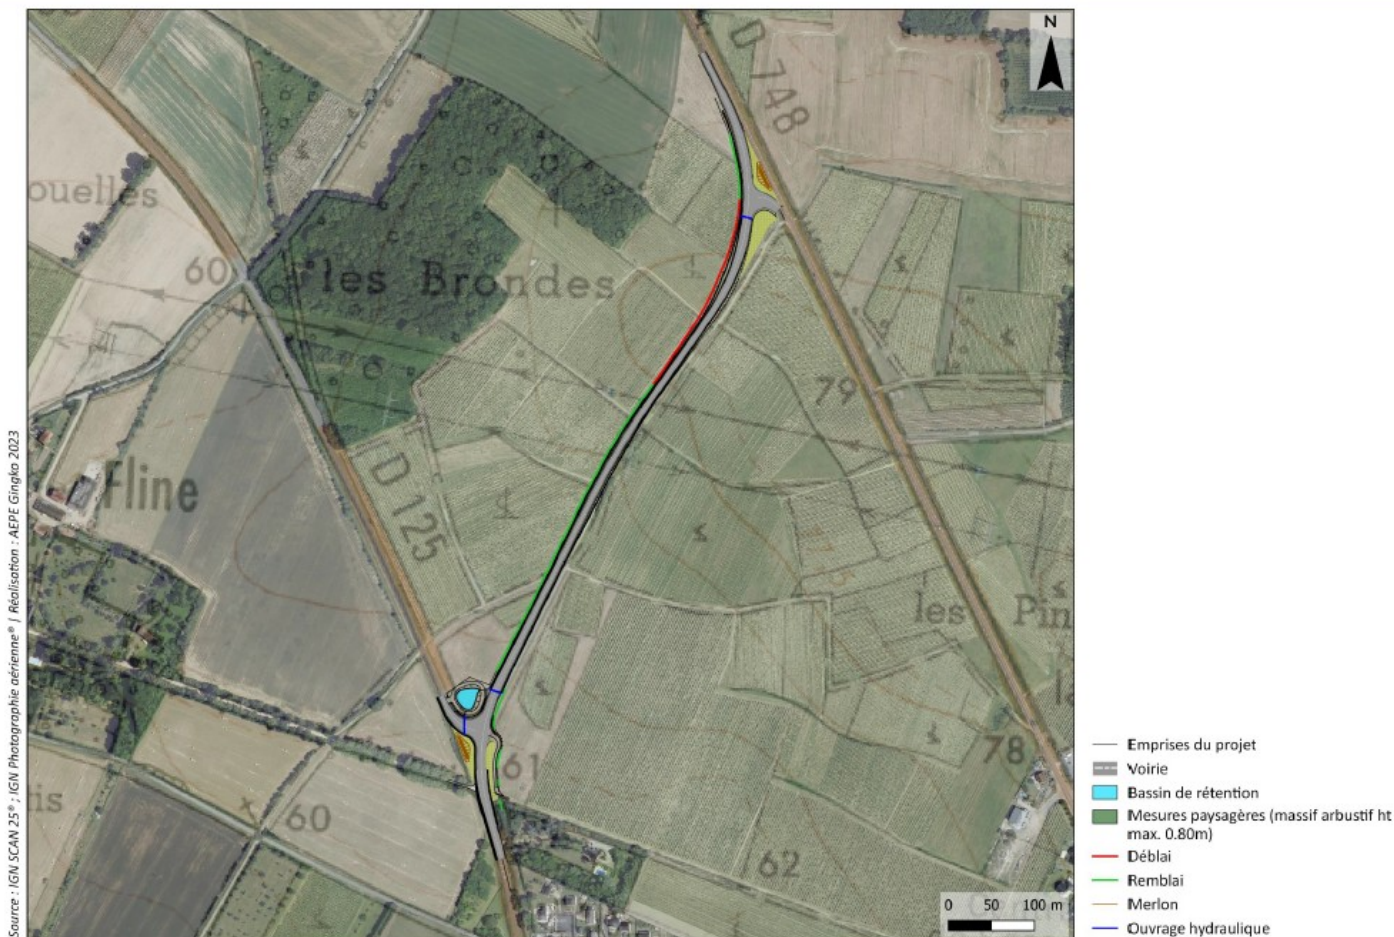 N
D 748
ouelles
60
les Brondes
79
Fline
D 125
les Pin
78
61
tis
60
62
0 50 100 m
Source : IGN SCAN 25® ; IGN Photographie aérienne® / Réalisation : AEPE Gingko 2023
Emprises du projet
Voirie
Bassin de rétention
Mesures paysagères (massif arbustif ht
max. 0.80m)
Déblai
Remblai
Merlon
Ouvrage hydraulique